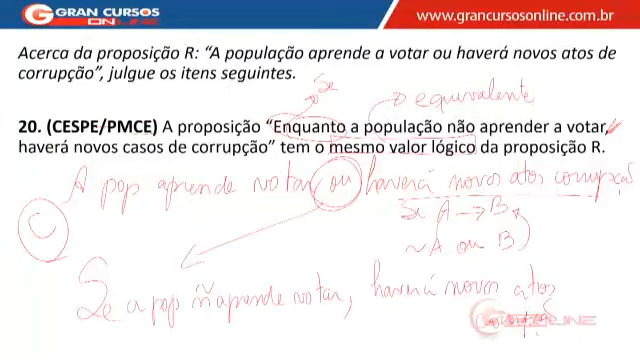 GRAN CURSOS
ONLINE
www.grancursosonline.com.br
Acerca da proposição R: “A população aprende a votar ou haverá novos atos de
corrupção”, julgue os itens seguintes.
Se
equivalente
20. (CESPE/PMCE) A proposição “Enquanto a população não aprender a votar,
haverá novos casos de corrupção” tem o mesmo valor lógico da proposição R.
A pop aprende votar, ou haverá novos atos corrupç
C
Se A → B
~A ou B
Se a pop ñ aprende votar, haverá novos atos